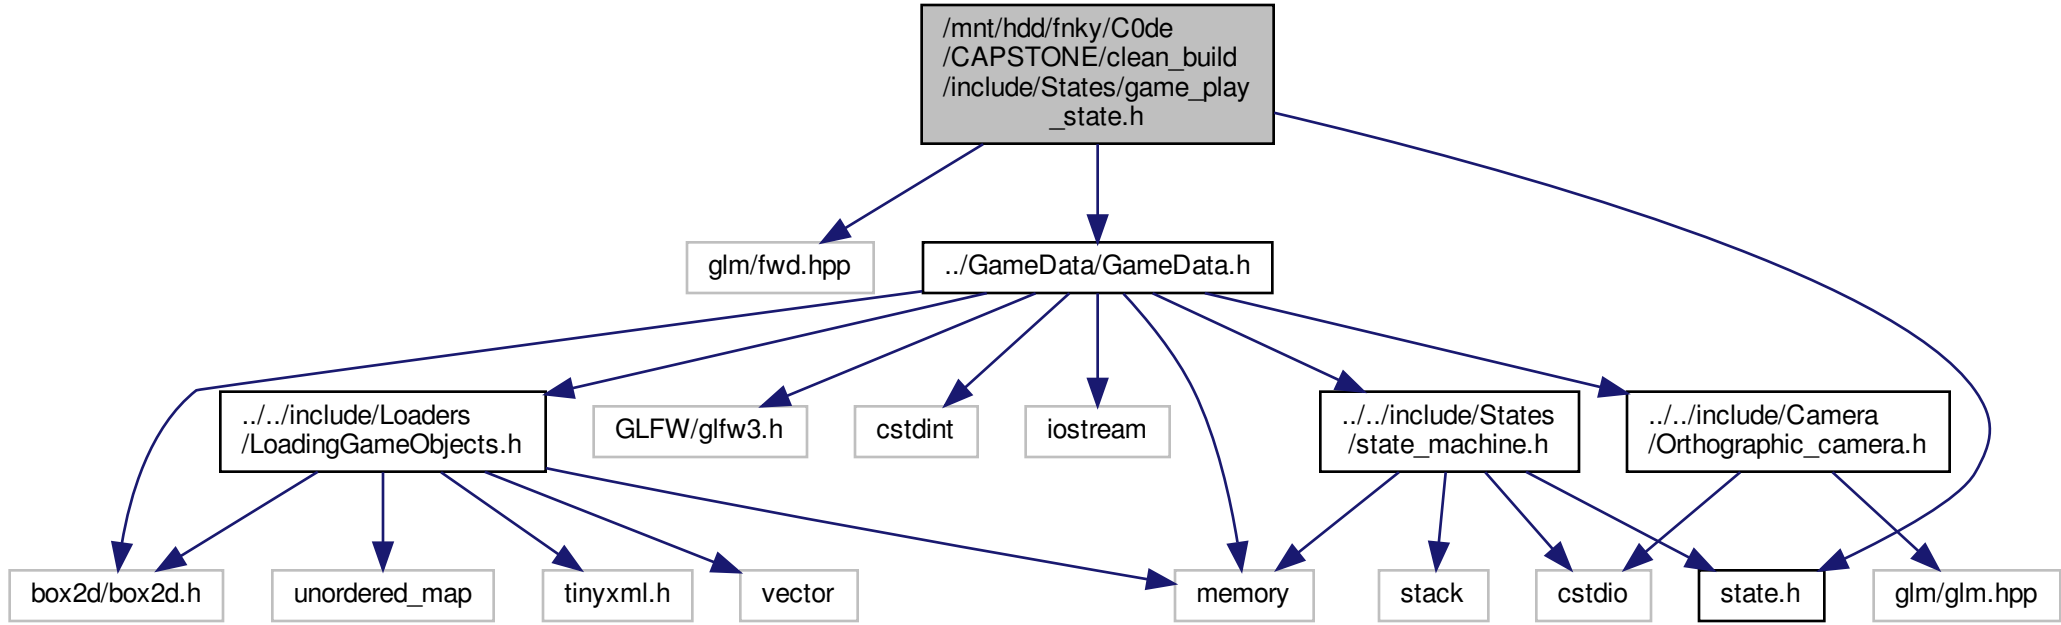 /mnt/hdd/fnky/C0de
/CAPSTONE/clean_build
/include/States/game_play
_state.h
glm/fwd.hpp
../GameData/GameData.h
../../include/Loaders
/LoadingGameObjects.h
GLFW/glfw3.h
cstdint
iostream
../../include/States
/state_machine.h
../../include/Camera
/Orthographic_camera.h
box2d/box2d.h
unordered_map
tinyxml.h
vector
memory
stack
cstdio
state.h
glm/glm.hpp